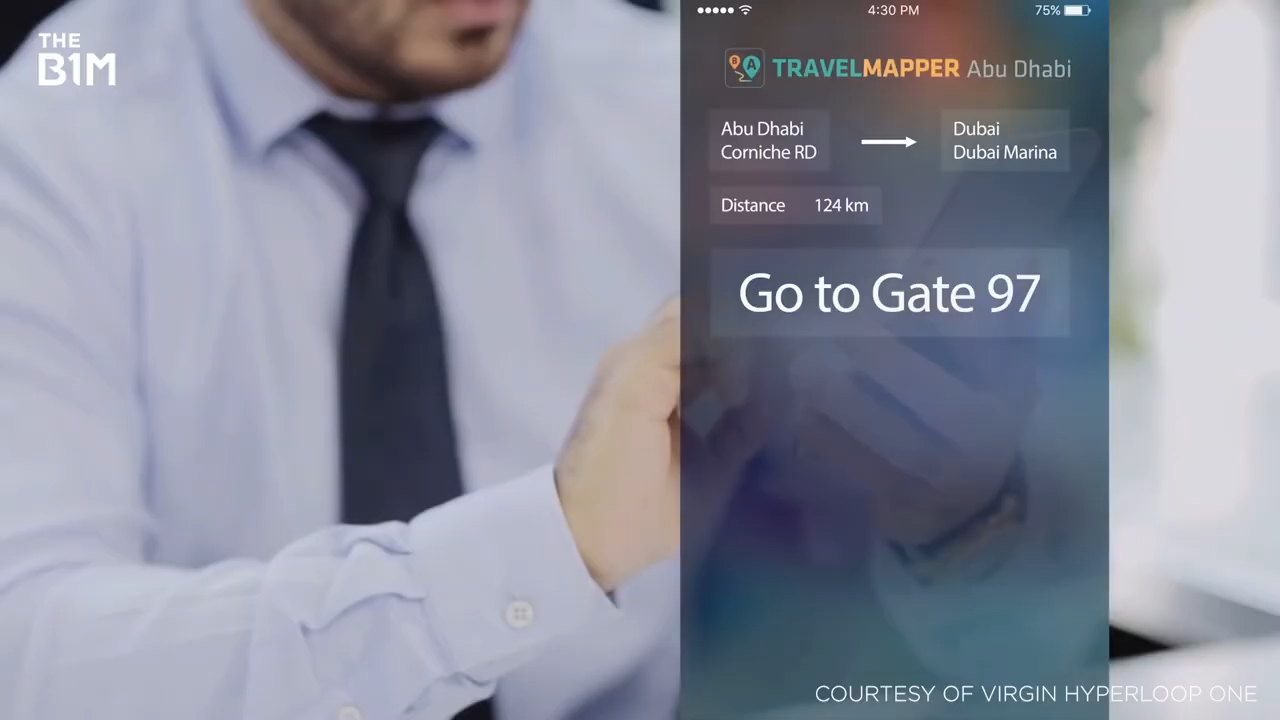 THE
B1M
4:30 PM
75%
TRAVELMAPPER Abu Dhabi
Abu Dhabi
Corniche RD
Dubai
Dubai Marina
Distance 124 km
Go to Gate 97
COURTESY OF VIRGIN HYPERLOOP ONE